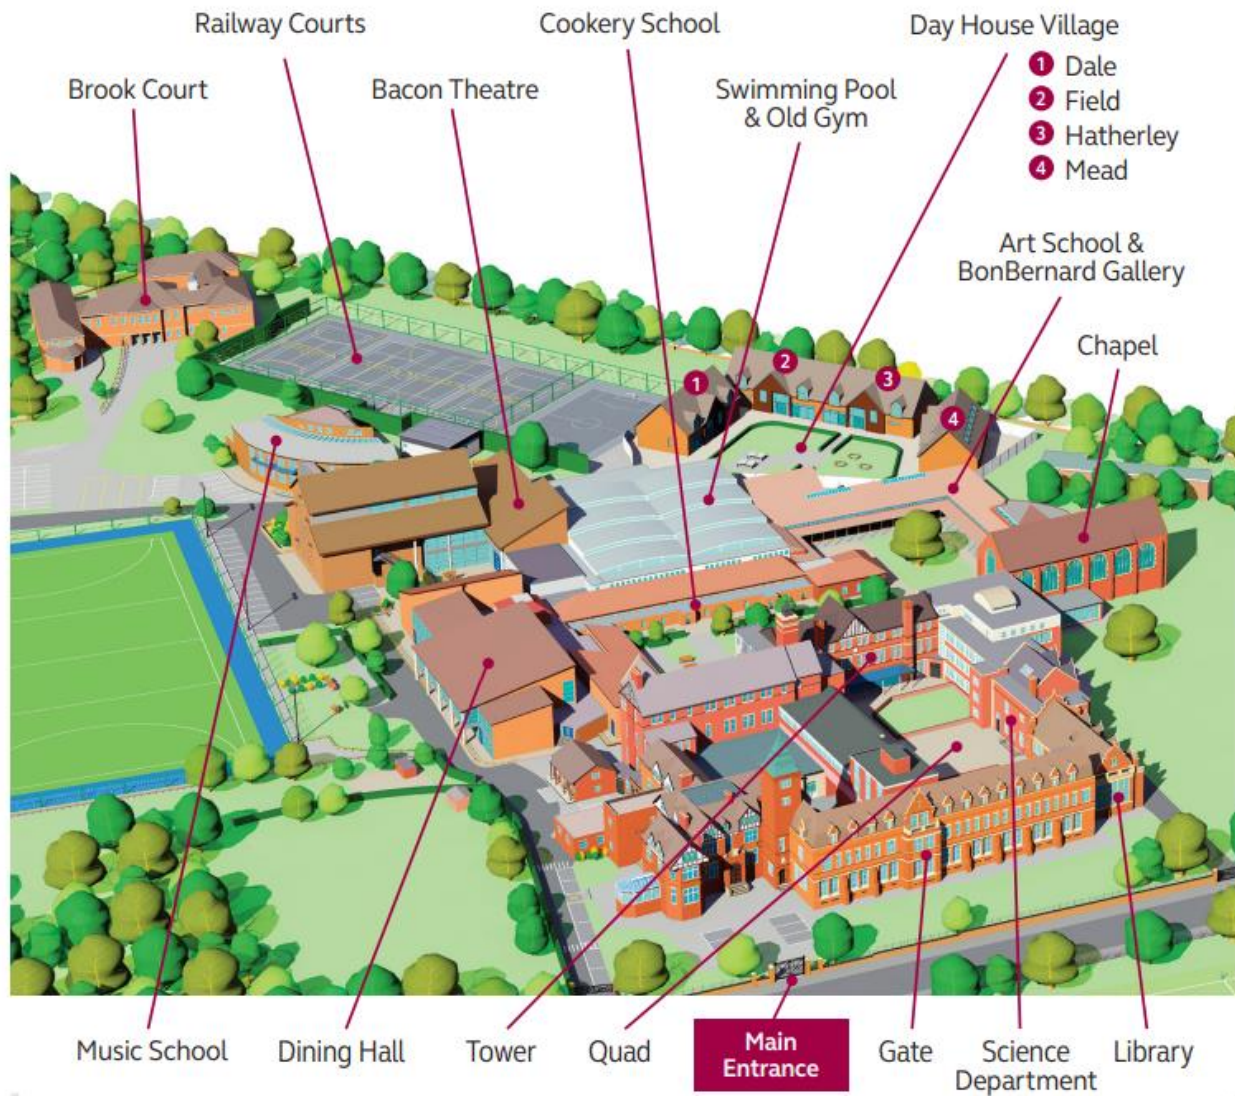 Railway Courts
Cookery School
Day House Village
1 Dale
2 Field
3 Hatherley
4 Mead
Brook Court
Bacon Theatre
Swimming Pool
& Old Gym
Art School &
BonBernard Gallery
Chapel
1
2
3
4
Music School
Dining Hall
Tower
Quad
Main
Entrance
Gate
Science
Department
Library